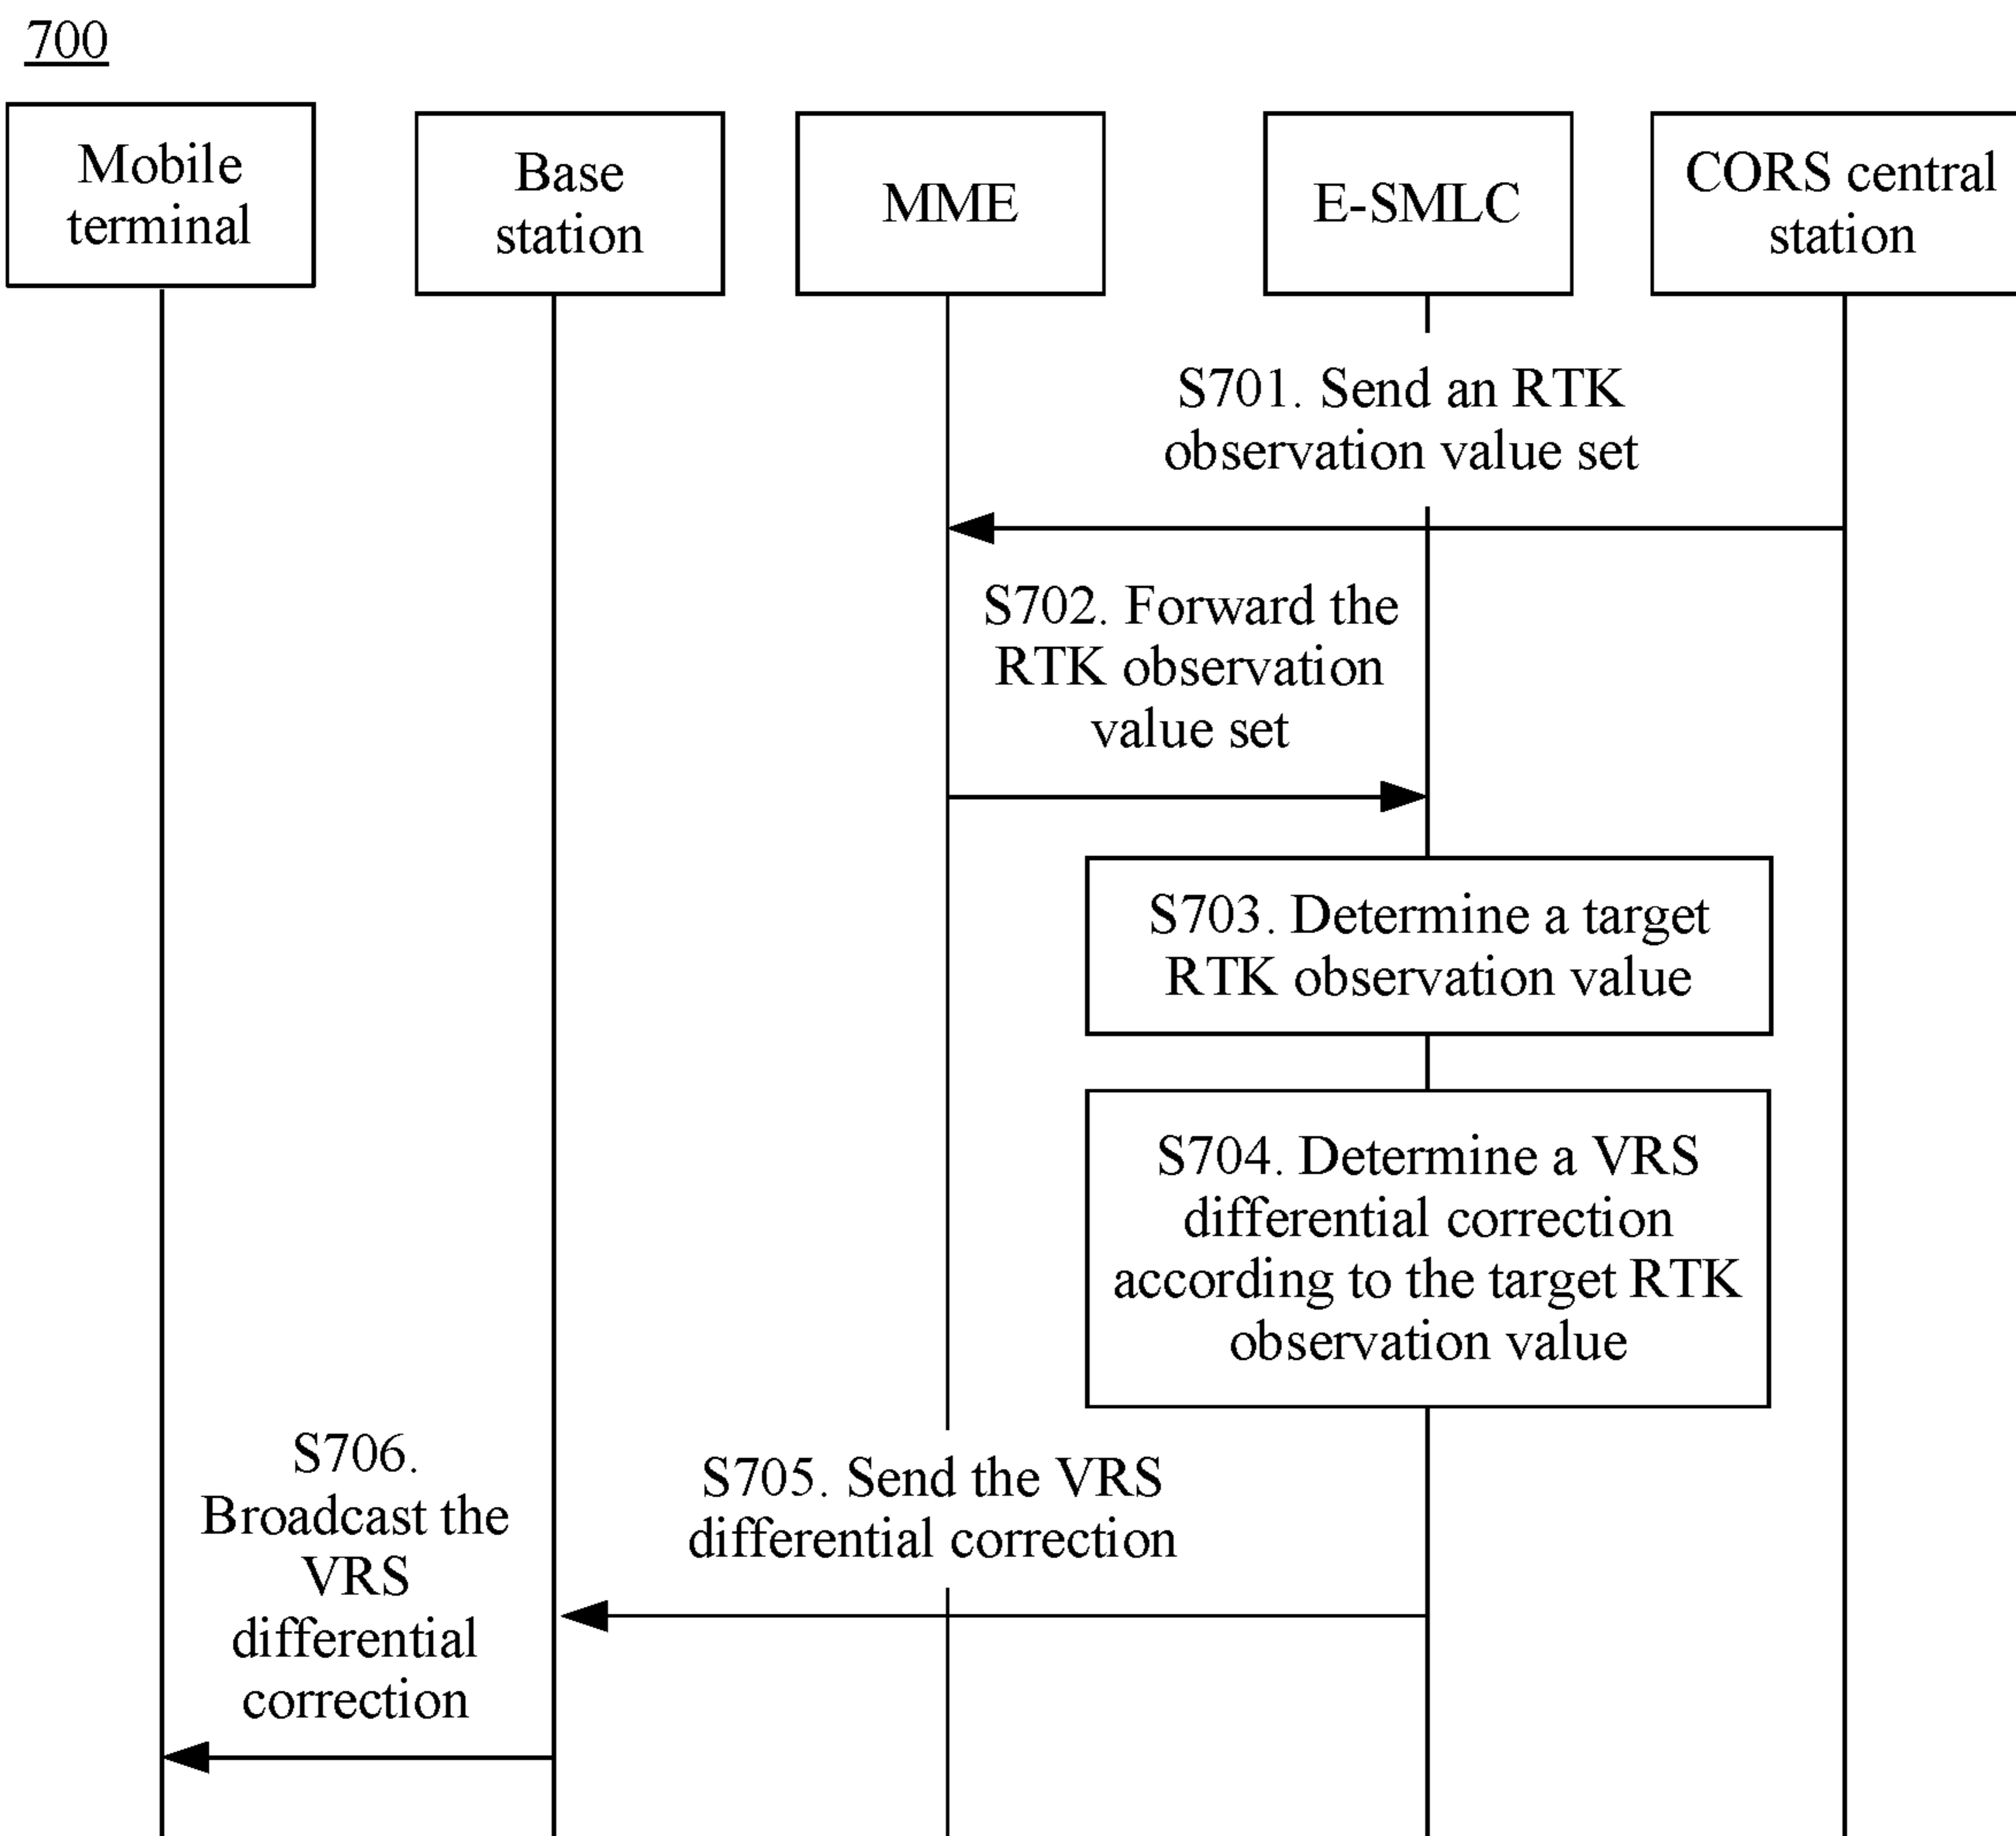 700
Mobile
terminal
Base
station
MME
E-SMLC
CORS central
station
S701. Send an RTK
observation value set
S702. Forward the
RTK observation
value set
S703. Determine a target
RTK observation value
S704. Determine a VRS
differential correction
according to the target RTK
observation value
S705. Send the VRS
differential correction
S706.
Broadcast the
VRS
differential
correction